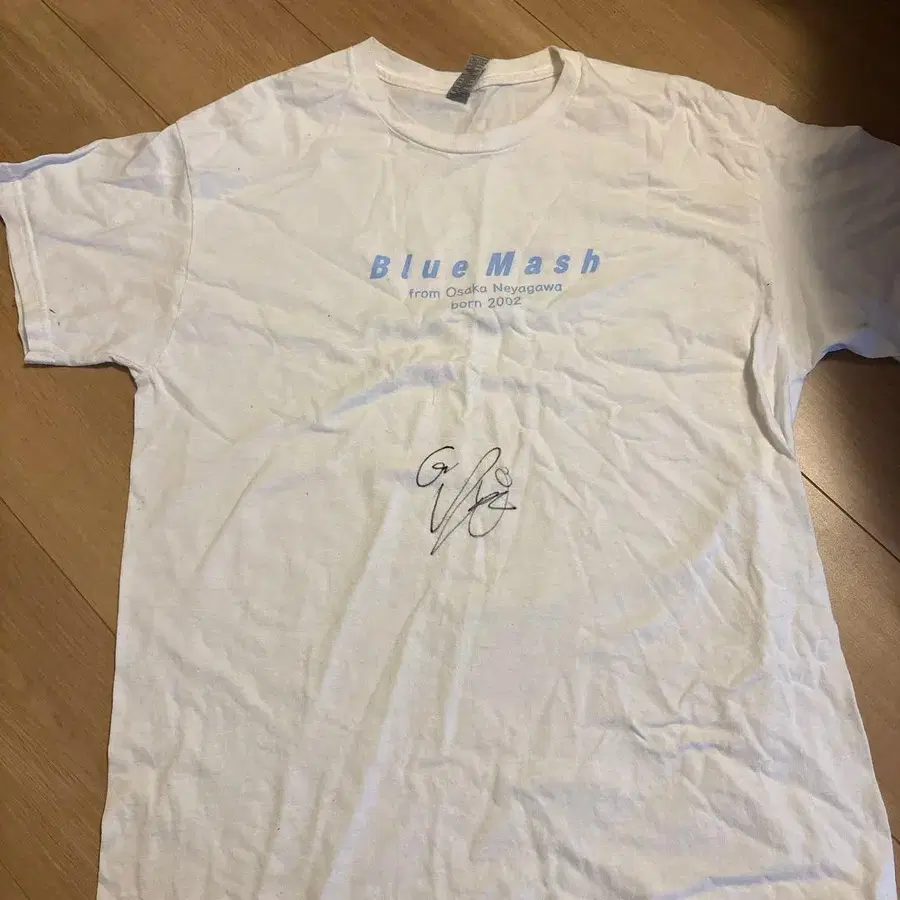 Blue Mash
from Osaka Neyagawa
born 2002